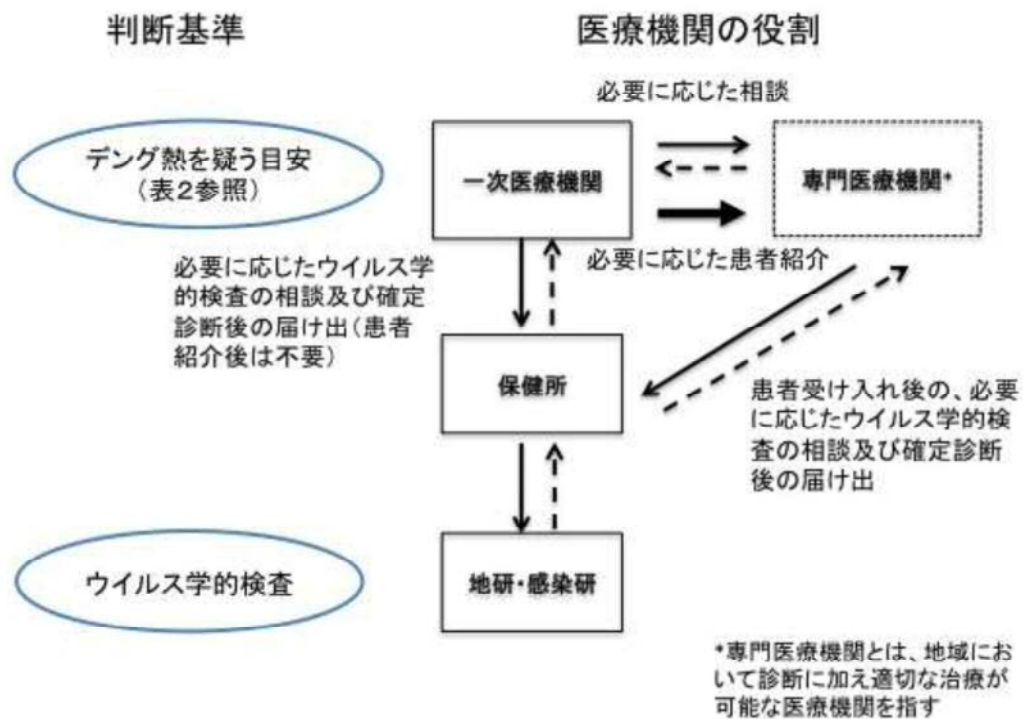 判断基準
医療機関の役割
必要に応じた相談
デング熱を疑う目安
(表2参照)
一次医療機関
専門医療機関*
必要に応じた患者紹介
必要に応じたウイルス学
的検査の相談及び確定
診断後の届け出(患者
紹介後は不要)
保健所
患者受け入れ後の、必要
に応じたウイルス学的検
査の相談及び確定診断
後の届け出
ウイルス学的検査
地研・感染研
*専門医療機関とは、地域にお
いて診断に加え適切な治療が
可能な医療機関を指す